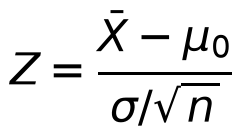 Z = (X̄ − μ₀) / (σ/√n)